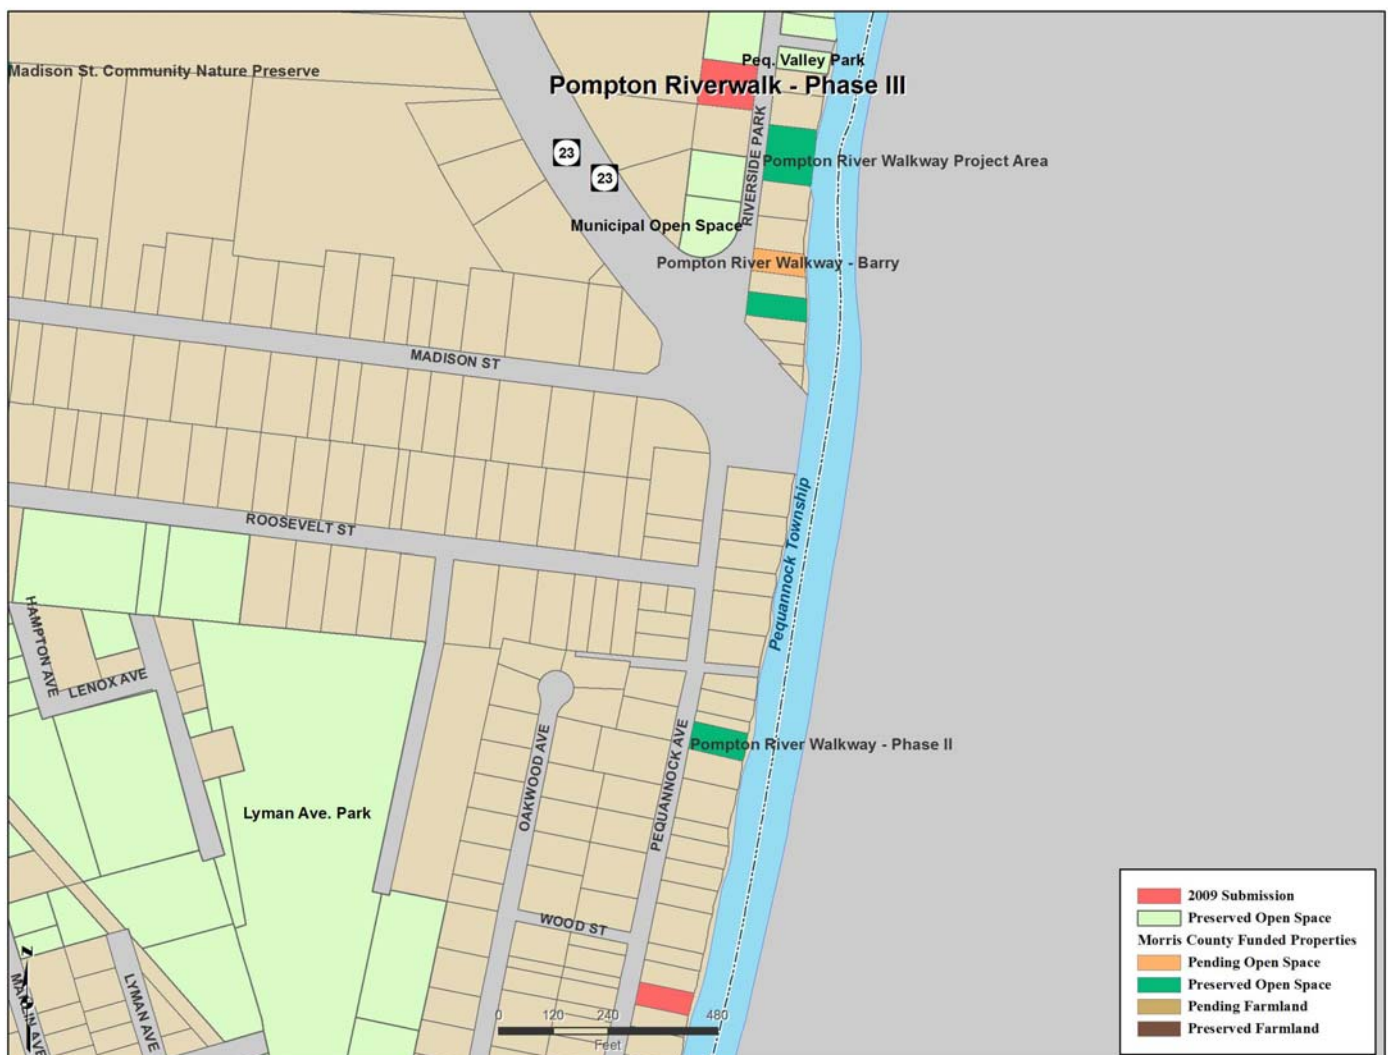 Peq. Valley Park
Madison St. Community Nature Preserve
Pompton Riverwalk - Phase III
RIVERSIDE PARK
23
23
Pompton River Walkway Project Area
Municipal Open Space
Pompton River Walkway - Barry
MADISON ST
ROOSEVELT ST
Pequannock Township
HAMPTON AVE
LENOX AVE
OAKWOOD AVE
PEQUANNOCK AVE
Pompton River Walkway - Phase II
Lyman Ave. Park
WOOD ST
LYMAN AVE
Z
0 120 240 480
Feet
2009 Submission
Preserved Open Space
Morris County Funded Properties
Pending Open Space
Preserved Open Space
Pending Farmland
Preserved Farmland